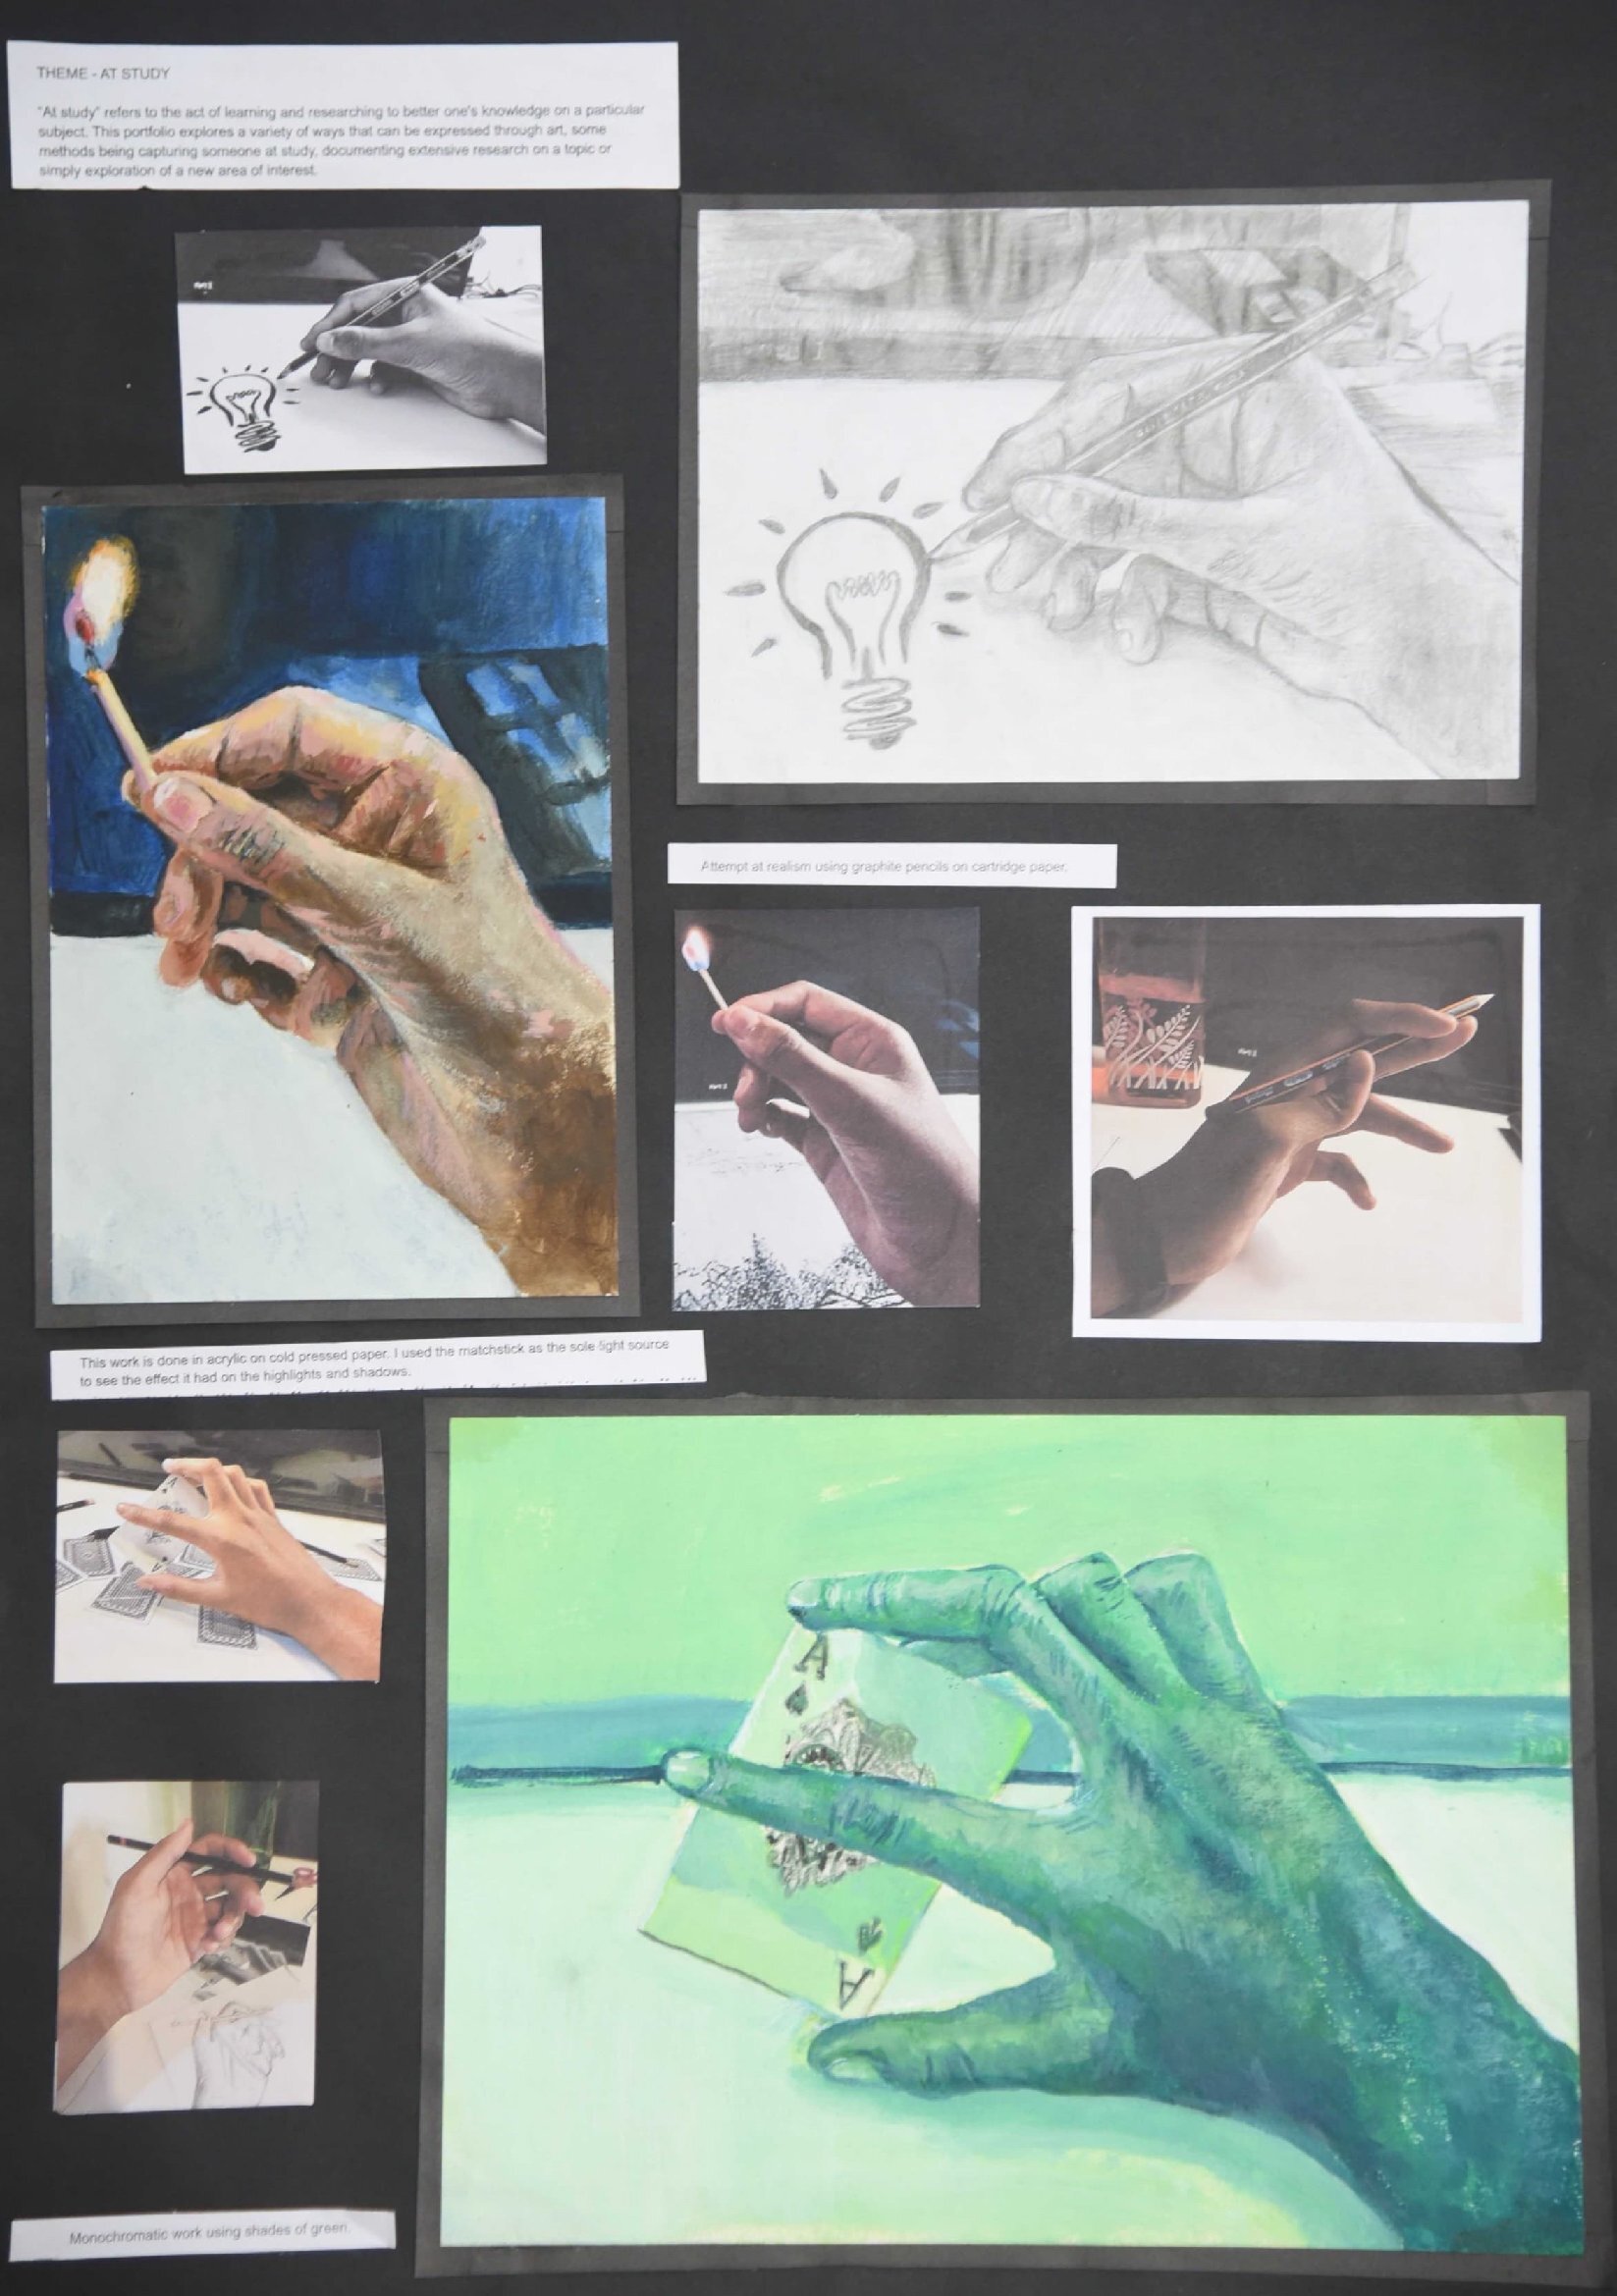 THEME - AT STUDY
"At study" refers to the act of learning and researching to better one's knowledge on a particular
subject. This portfolio explores a variety of ways that can be expressed through art, some
methods being capturing someone at study, documenting extensive research on a topic or
simply exploration of a new area of interest.
Attempt at realism using graphite pencils on cartridge paper.
This work is done in acrylic on cold pressed paper. I used the matchstick as the sole light source
to see the effect it had on the highlights and shadows.
A
A
A
Monochromatic work using shades of green.